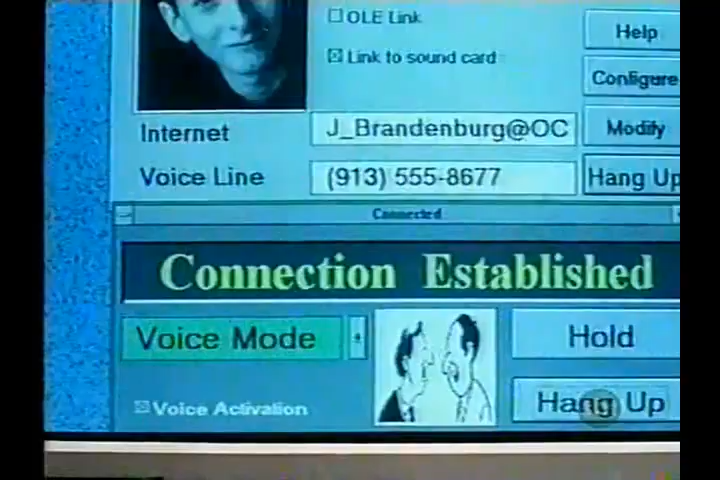 OLE Link
Help
Link to sound card
Configure
Internet
J_Brandenburg@OC
Modify
Voice Line
(913) 555-8677
Hang Up
Connected
Connection Established
Voice Mode
Hold
Voice Activation
Hang Up